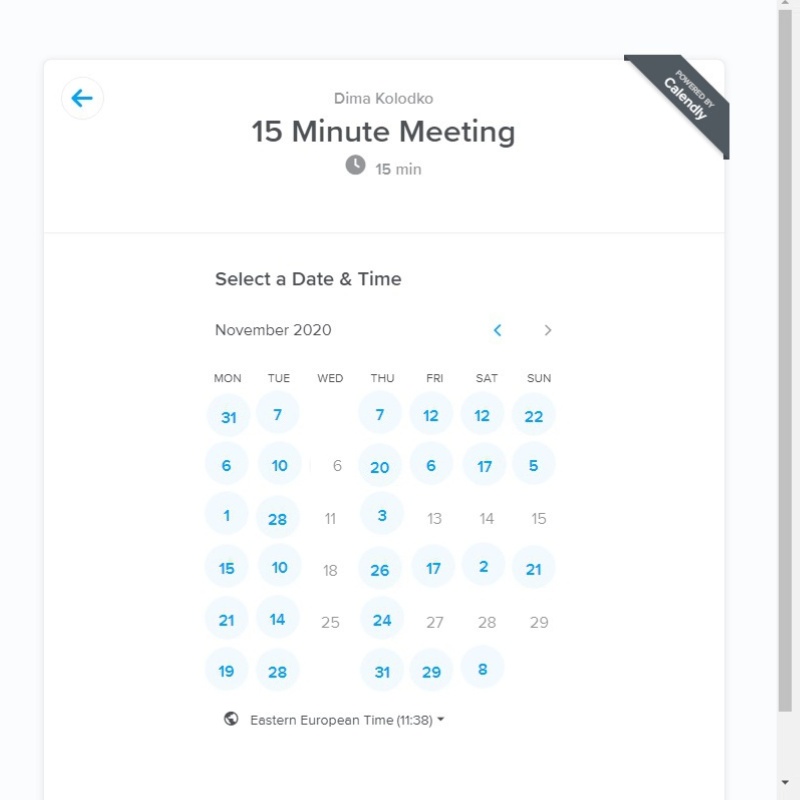 POWERED BY
Calendly
Dima Kolodko
15 Minute Meeting
15 min
Select a Date & Time
November 2020
MON TUE WED THU FRI SAT SUN
31 7 7 12 12 22
6 10 6 20 6 17 5
1 28 11 3 13 14 15
15 10 18 26 17 2 21
21 14 25 24 27 28 29
19 28 31 29 8
Eastern European Time (11:38)